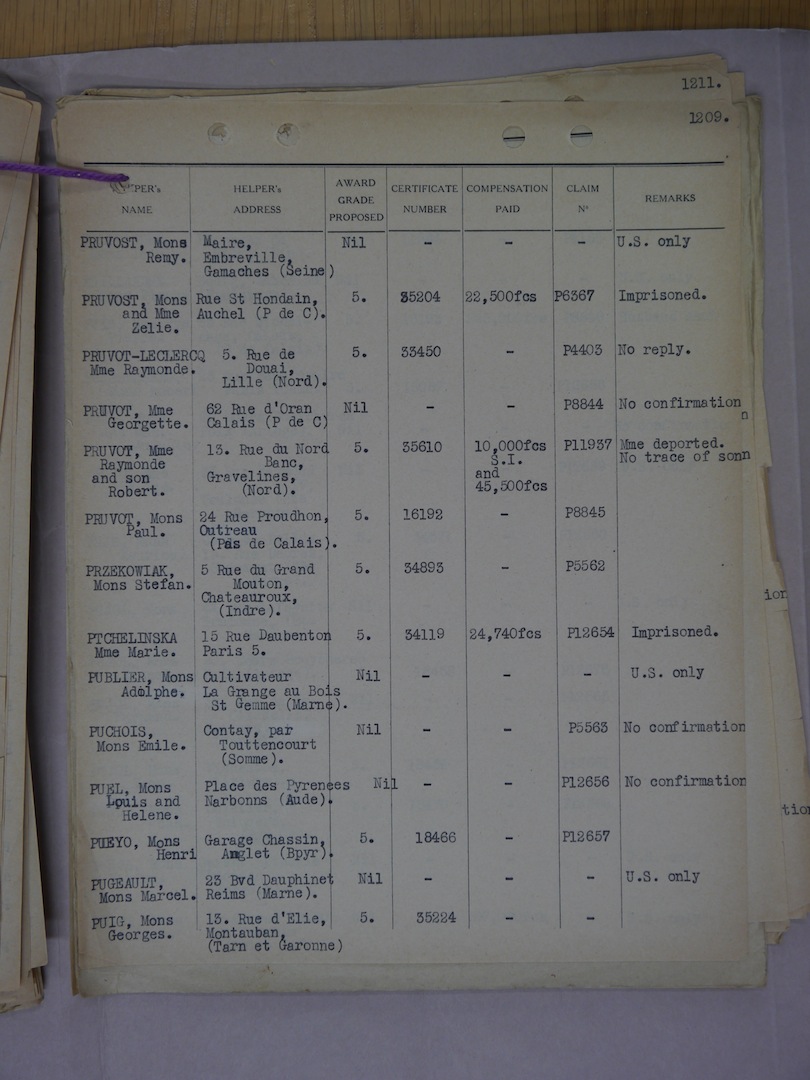 1211.
1209.
PER's NAME HELPER's ADDRESS AWARD GRADE PROPOSED CERTIFICATE NUMBER COMPENSATION PAID CLAIM Nº REMARKS
PRUVOST, Mons Maire, Nil - - - U.S. only
Remy. Embreville,
Gamaches (Seine)
PRUVOST, Mons Rue St Hondain, 5. 35204 22,500fcs P6367 Imprisoned.
and Mme Auchel (P de C).
Zelie.
PRUVOT-LECLERCQ 5. Rue de 5. 33450 - P4403 No reply.
Mme Raymonde. Douai,
Lille (Nord).
PRUVOT, Mme 62 Rue d'Oran Nil - - P8844 No confirmation
Georgette. Calais (P de C) n
PRUVOT, Mme 13. Rue du Nord 5. 35610 10,000fcs P11937 Mme deported.
Raymonde Banc, S.I. No trace of sonn
and son Gravelines, and
Robert. (Nord). 45,500fcs
PRUVOT, Mons 24 Rue Proudhon, 5. 16192 - P8845
Paul. Outreau
(Pas de Calais).
PRZEKOWIAK, 5 Rue du Grand 5. 34893 - P5562
Mons Stefan. Mouton,
Chateauroux,
(Indre).
PTCHELINSKA 15 Rue Daubenton 5. 34119 24,740fcs P12654 Imprisoned.
Mme Marie. Paris 5.
PUBLIER, Mons Cultivateur Nil - - - U.S. only
Adolphe. La Grange au Bois
St Gemme (Marne).
PUCHOIS, Contay, par Nil - - P5563 No confirmation
Mons Emile. Touttencourt
(Somme).
PUEL, Mons Place des Pyrenees Nil - - P12656 No confirmation
Louis and Narbonns (Aude).
Helene.
PUEYO, Mons Garage Chassin, 5. 18466 - P12657
Henri Anglet (Bpyr).
PUGEAULT, 23 Bvd Dauphinet Nil - - - U.S. only
Mons Marcel. Reims (Marne).
PUIG, Mons 13. Rue d'Elie, 5. 35224 - -
Georges. Montauban,
(Tarn et Garonne)
ion
tion